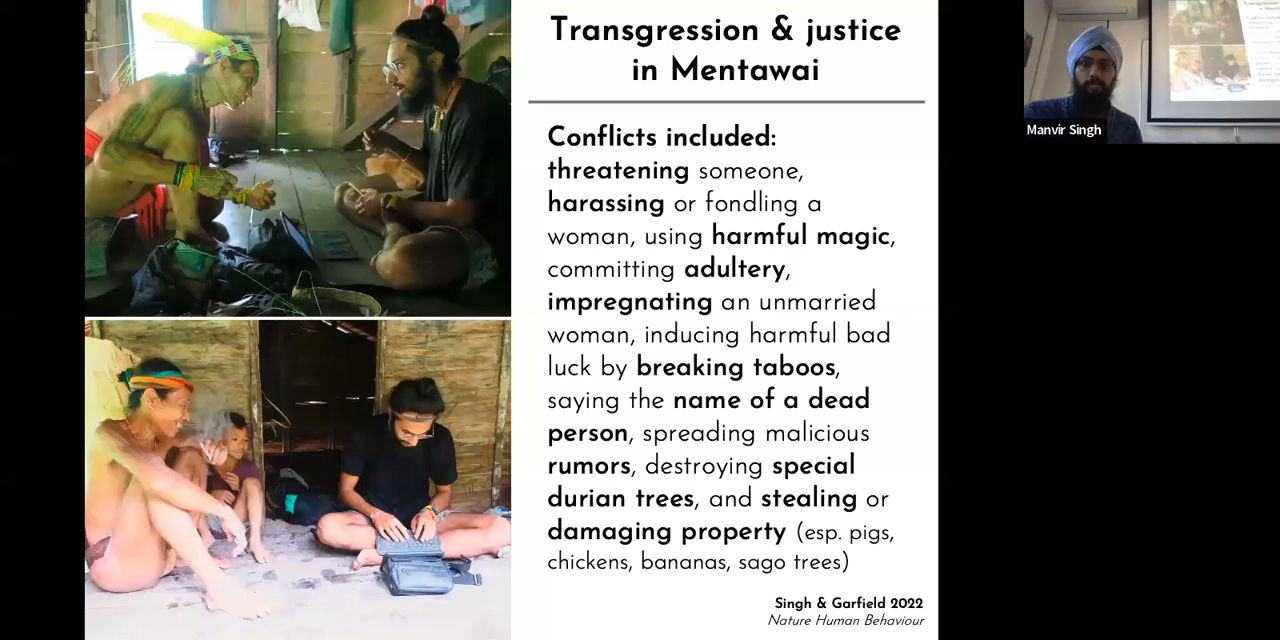 Transgression & justice
in Mentawai
Conflicts included:
threatening someone,
harassing or fondling a
woman, using harmful magic,
committing adultery,
impregnating an unmarried
woman, inducing harmful bad
luck by breaking taboos,
saying the name of a dead
person, spreading malicious
rumors, destroying special
durian trees, and stealing or
damaging property (esp. pigs,
chickens, bananas, sago trees)
Singh & Garfield 2022
Nature Human Behaviour
Manvir Singh